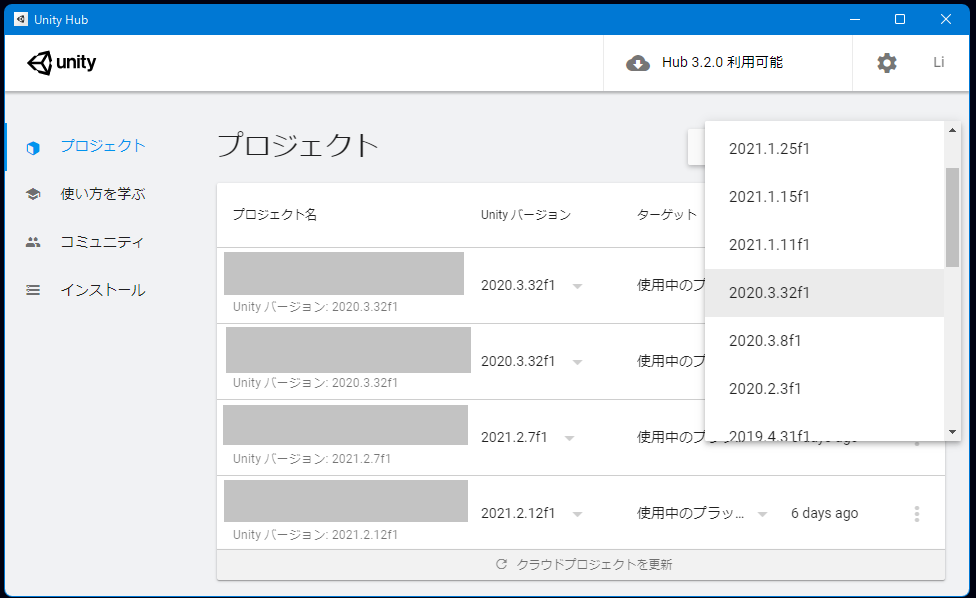 Unity Hub
unity
Hub 3.2.0 利用可能
Li
プロジェクト
使い方を学ぶ
コミュニティ
インストール
プロジェクト
プロジェクト名
Unity バージョン
ターゲット
2020.3.32f1
使用中のプ
Unity バージョン: 2020.3.32f1
2020.3.32f1
使用中のプ
Unity バージョン: 2020.3.32f1
2021.2.7f1
使用中のプラッ
days ago
Unity バージョン: 2021.2.7f1
2021.2.12f1
使用中のプラッ...
6 days ago
Unity バージョン: 2021.2.12f1
クラウドプロジェクトを更新
2021.1.25f1
2021.1.15f1
2021.1.11f1
2020.3.32f1
2020.3.8f1
2020.2.3f1
2019.4.31f1